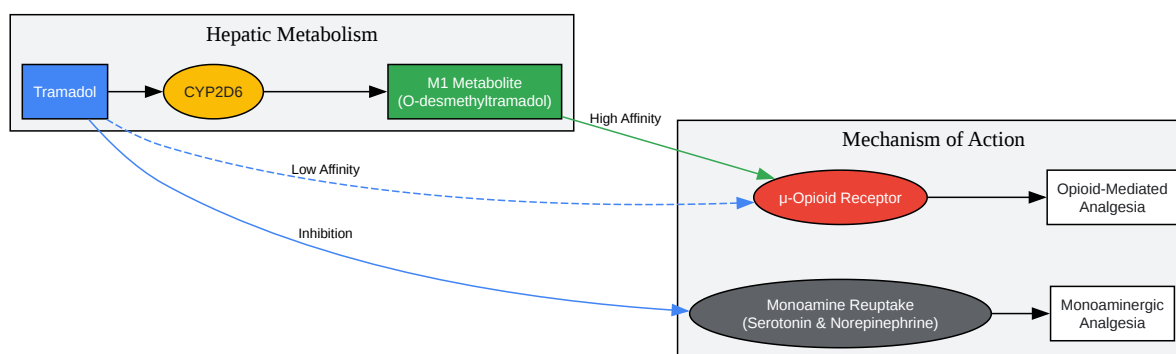 Hepatic Metabolism
Tramadol
CYP2D6
M1 Metabolite
(O-desmethyltramadol)
High Affinity
Low Affinity
Inhibition
Mechanism of Action
μ-Opioid Receptor
Opioid-Mediated
Analgesia
Monoamine Reuptake
(Serotonin & Norepinephrine)
Monoaminergic
Analgesia